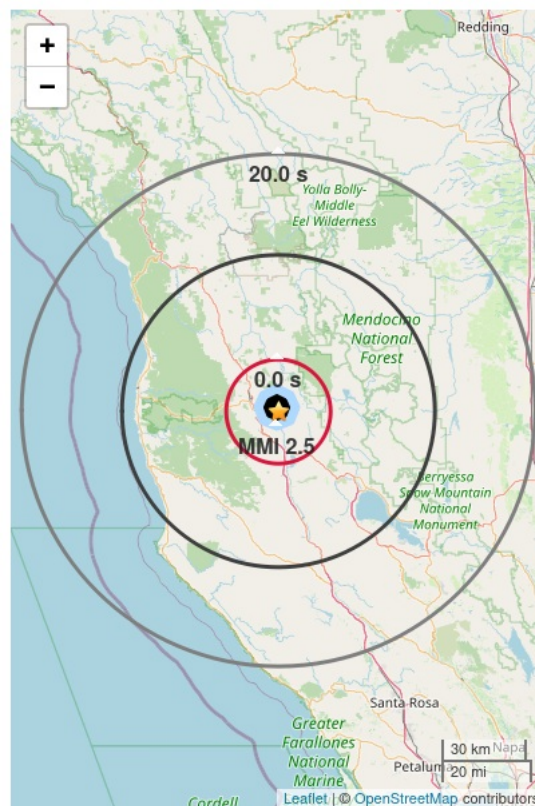 +
−
Redding
20.0 s
Yolla Bolly-
Middle
Eel Wilderness
Mendocino
National
Forest
0.0 s
MMI 2.5
Berryessa
Snow Mountain
National
Monument
Santa Rosa
Greater
Farallones
National
Marine
Petaluma
Napa
30 km
20 mi
Cordell
Leaflet | © OpenStreetMap contributors